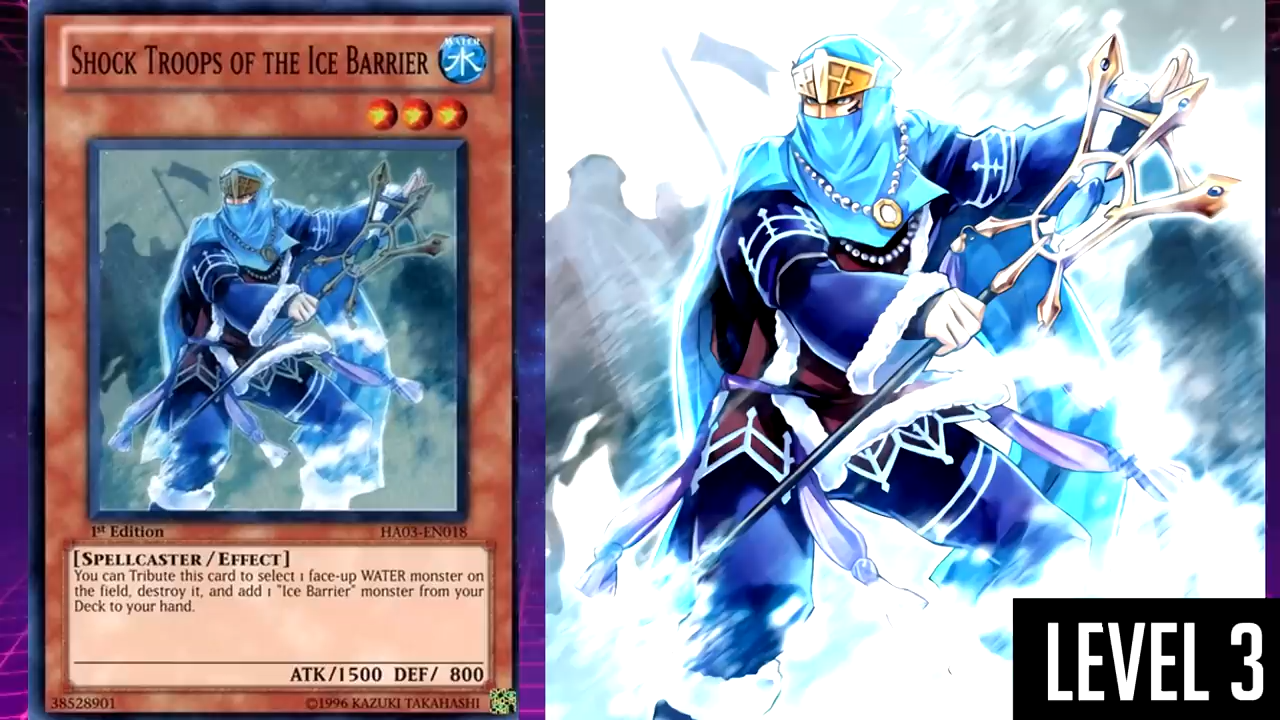 SHOCK TROOPS OF THE ICE BARRIER
WATER
水
1st Edition
HA03-EN018
[SPELLCASTER / EFFECT]
You can Tribute this card to select 1 face-up WATER monster on
the field, destroy it, and add 1 "Ice Barrier" monster from your
Deck to your hand.
ATK/1500 DEF/ 800
38528901
©1996 KAZUKI TAKAHASHI
LEVEL 3